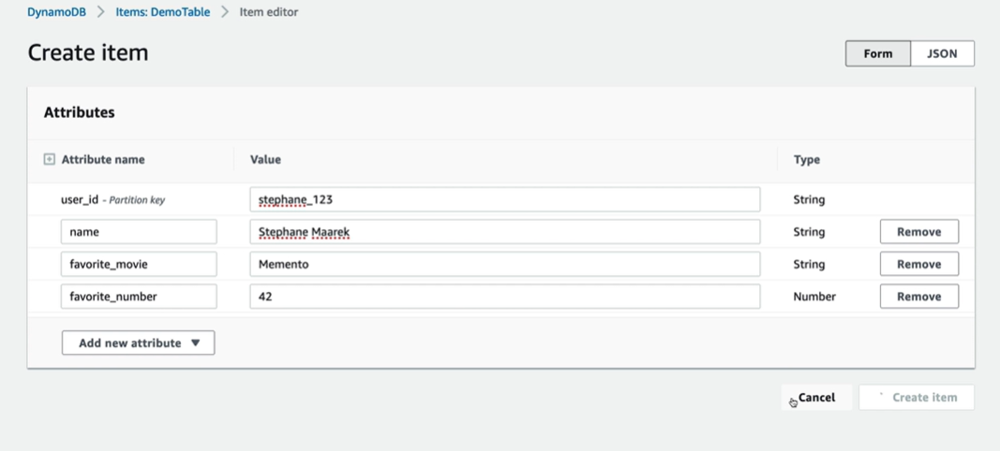 DynamoDB > Items: DemoTable > Item editor
Create item
Form JSON
Attributes
Attribute name Value Type
user_id - Partition key stephane_123 String
name Stephane Maarek String Remove
favorite_movie Memento String Remove
favorite_number 42 Number Remove
Add new attribute ▼
Cancel Create item